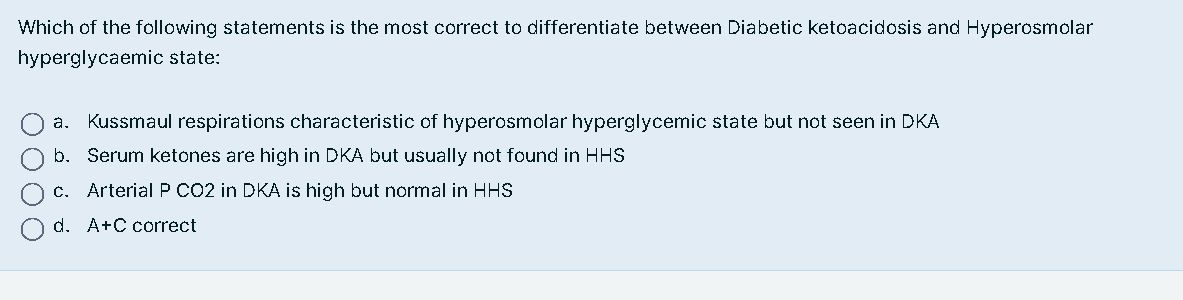 Which of the following statements is the most correct to differentiate between Diabetic ketoacidosis and Hyperosmolar
hyperglycaemic state:
a. Kussmaul respirations characteristic of hyperosmolar hyperglycemic state but not seen in DKA
b. Serum ketones are high in DKA but usually not found in HHS
c. Arterial P CO2 in DKA is high but normal in HHS
d. A+C correct